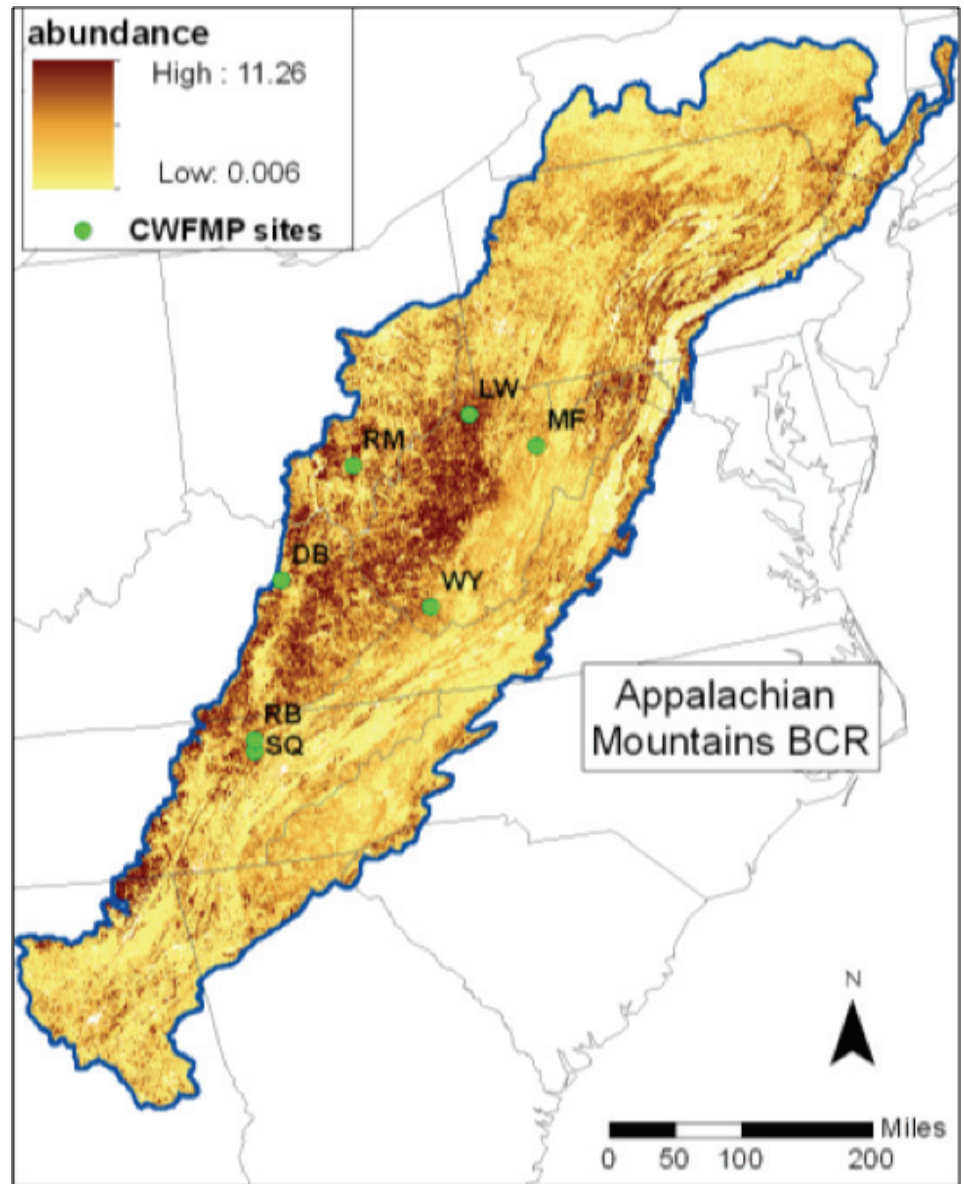 abundance
High : 11.26
Low: 0.006
CWFMP sites
LW
MF
RM
DB
WY
RB
SQ
Appalachian
Mountains BCR
N
Miles
0 50 100 200